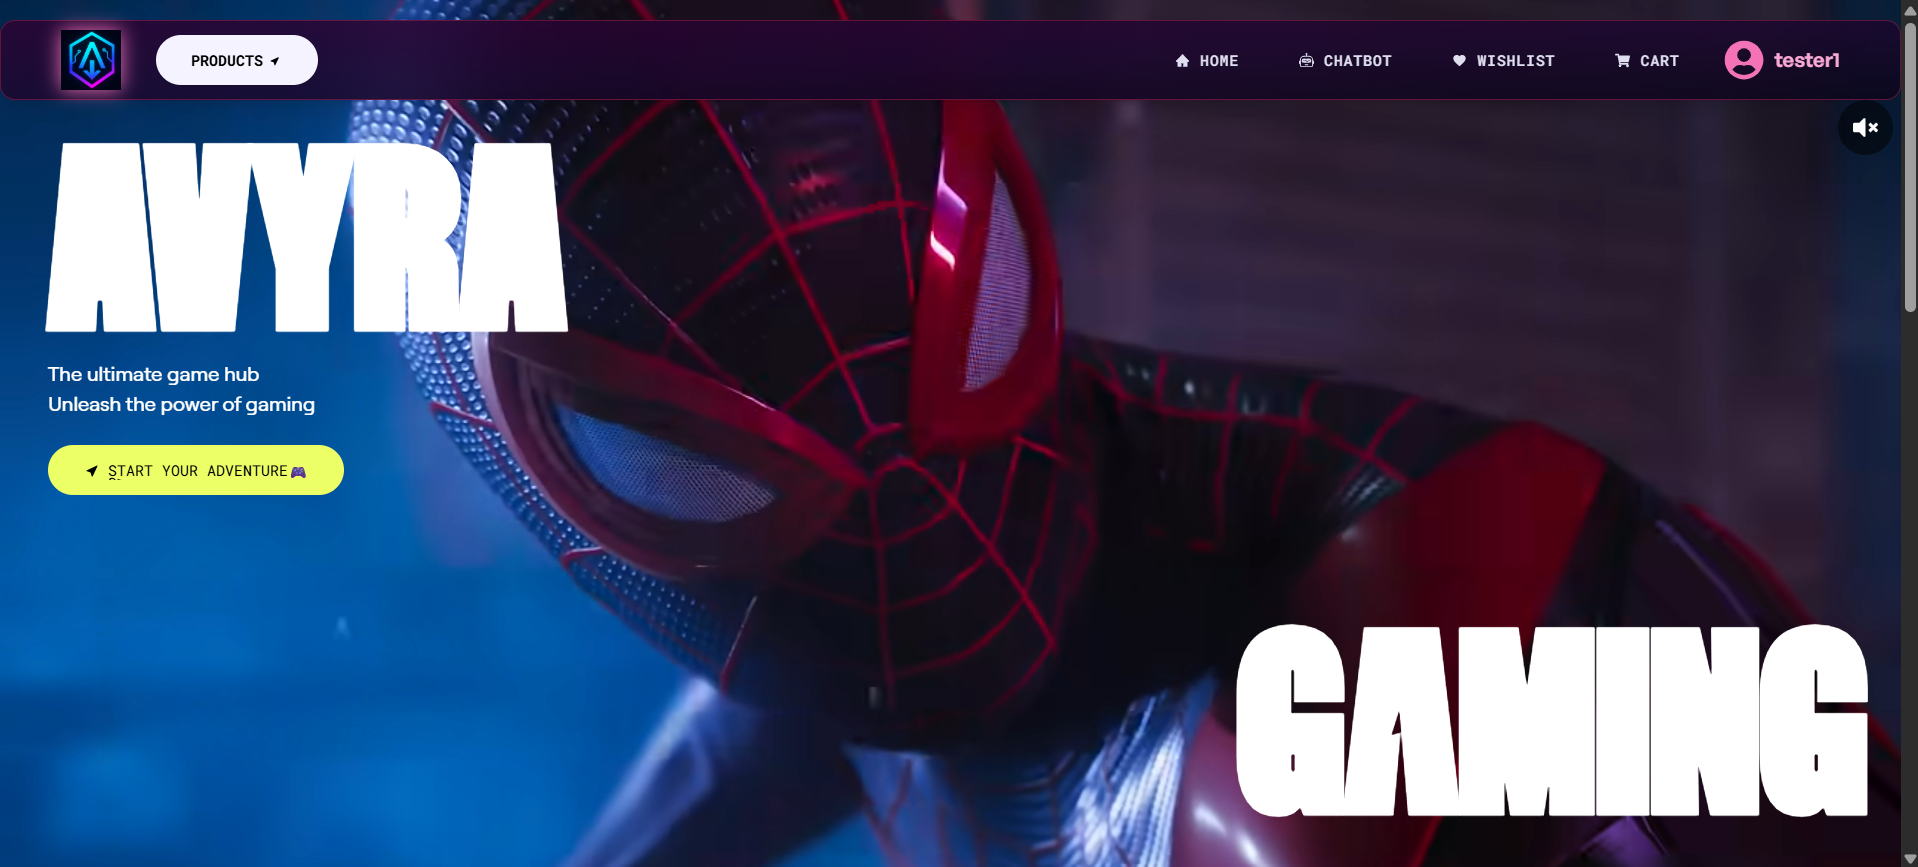 PRODUCTS
HOME
CHATBOT
WISHLIST
CART
tester1
AVYRA
The ultimate game hub
Unleash the power of gaming
START YOUR ADVENTURE🎮
GAMING